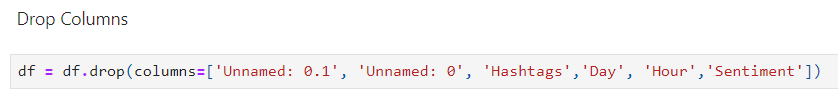 Drop Columns
df = df.drop(columns=['Unnamed: 0.1', 'Unnamed: 0', 'Hashtags','Day', 'Hour','Sentiment'])